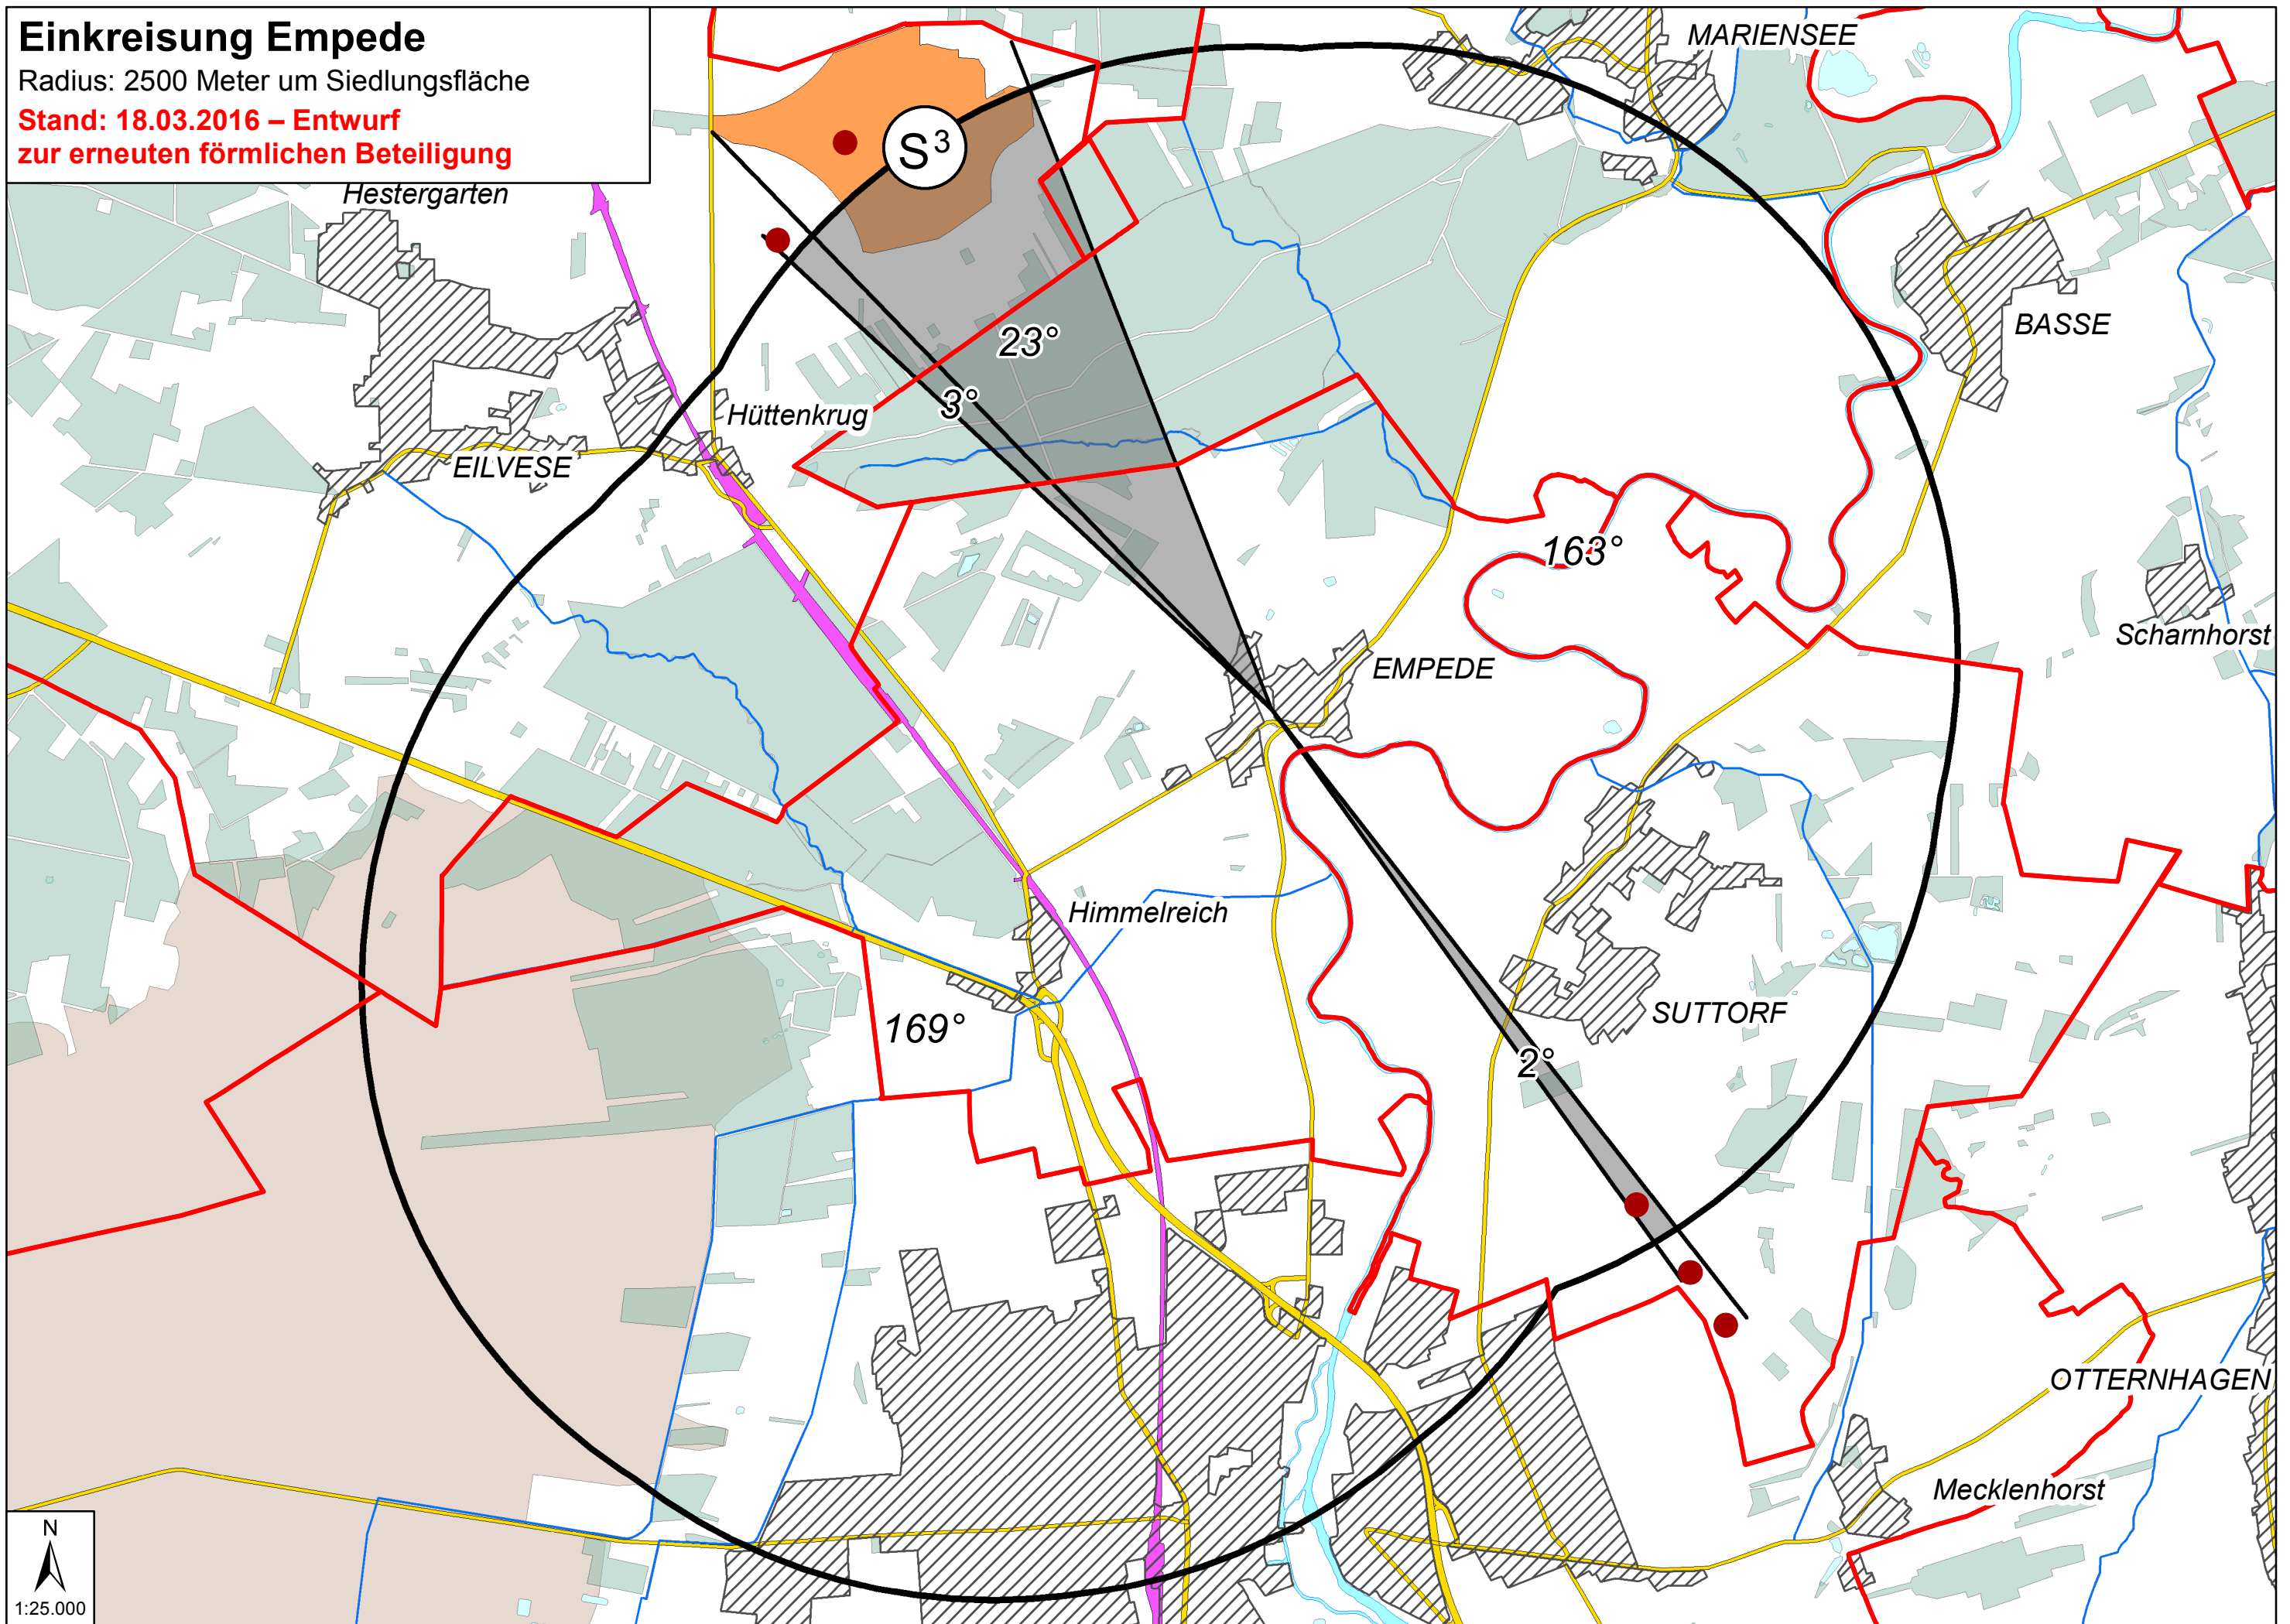 Einkreisung Empede
Radius: 2500 Meter um Siedlungsfläche
Stand: 18.03.2016 – Entwurf
zur erneuten förmlichen Beteiligung
MARIENSEE
S³
Hestergarten
BASSE
23°
3°
Hüttenkrug
EILVESE
163°
Scharnhorst
EMPEDE
Himmelreich
169°
SUTTORF
2°
OTTERNHAGEN
Mecklenhorst
N
1:25.000